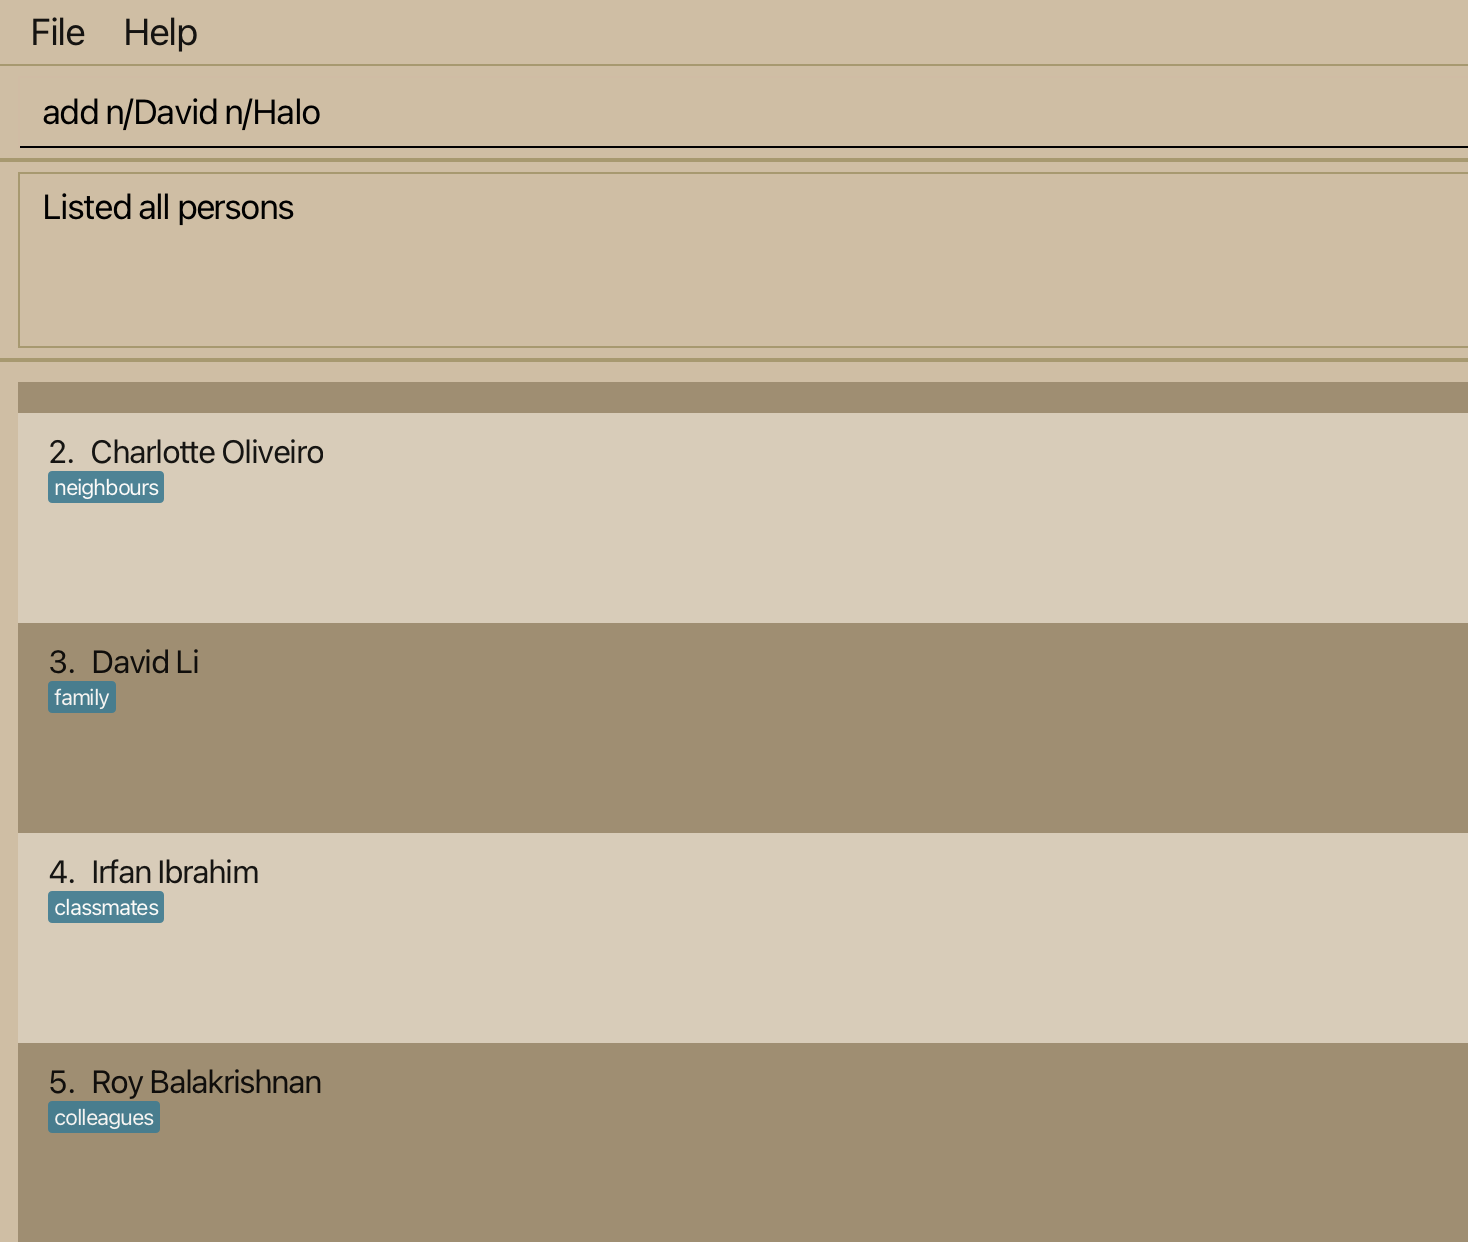 File Help
add n/David n/Halo
Listed all persons
2. Charlotte Oliveiro
neighbours
3. David Li
family
4. Irfan Ibrahim
classmates
5. Roy Balakrishnan
colleagues